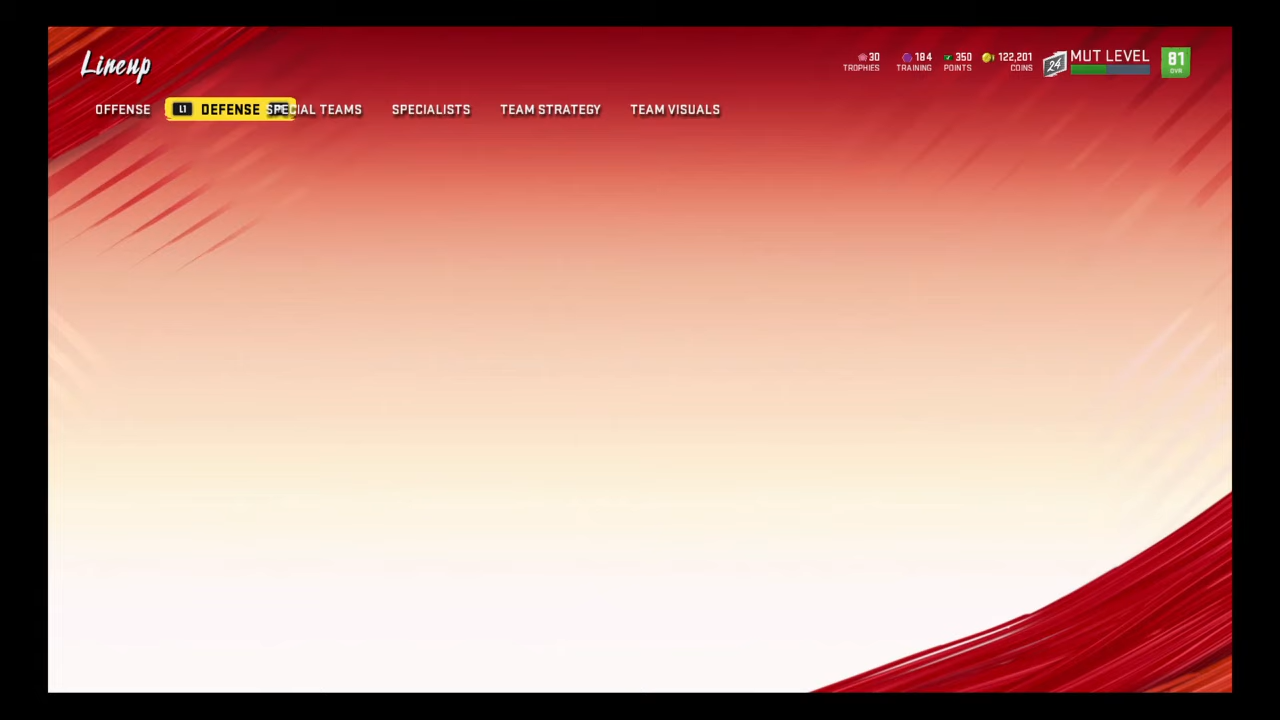 Lineup
30 TROPHIES
184 TRAINING
350 POINTS
122,201 COINS
24 MUT LEVEL
81 OVR
OFFENSE L1 DEFENSE SPECIAL TEAMS SPECIALISTS TEAM STRATEGY TEAM VISUALS